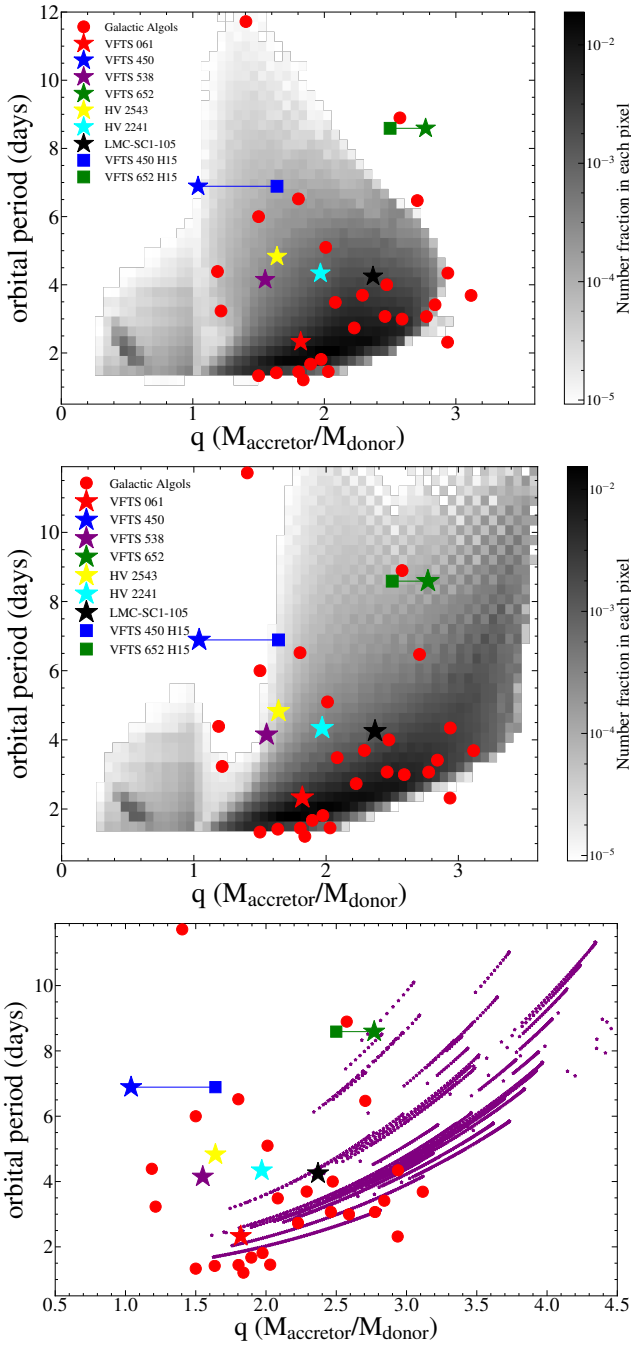 12
10
8
6
4
2
0
1
2
3
orbital period (days)
q (M_accretor/M_donor)
Galactic Algols
VFTS 061
VFTS 450
VFTS 538
VFTS 652
HV 2543
HV 2241
LMC-SC1-105
VFTS 450 H15
VFTS 652 H15
10^−2
10^−3
10^−4
10^−5
Number fraction in each pixel
10
8
6
4
2
0
1
2
3
orbital period (days)
q (M_accretor/M_donor)
Galactic Algols
VFTS 061
VFTS 450
VFTS 538
VFTS 652
HV 2543
HV 2241
LMC-SC1-105
VFTS 450 H15
VFTS 652 H15
10^−2
10^−3
10^−4
10^−5
Number fraction in each pixel
10
8
6
4
2
0.5
1.0
1.5
2.0
2.5
3.0
3.5
4.0
4.5
orbital period (days)
q (M_accretor/M_donor)